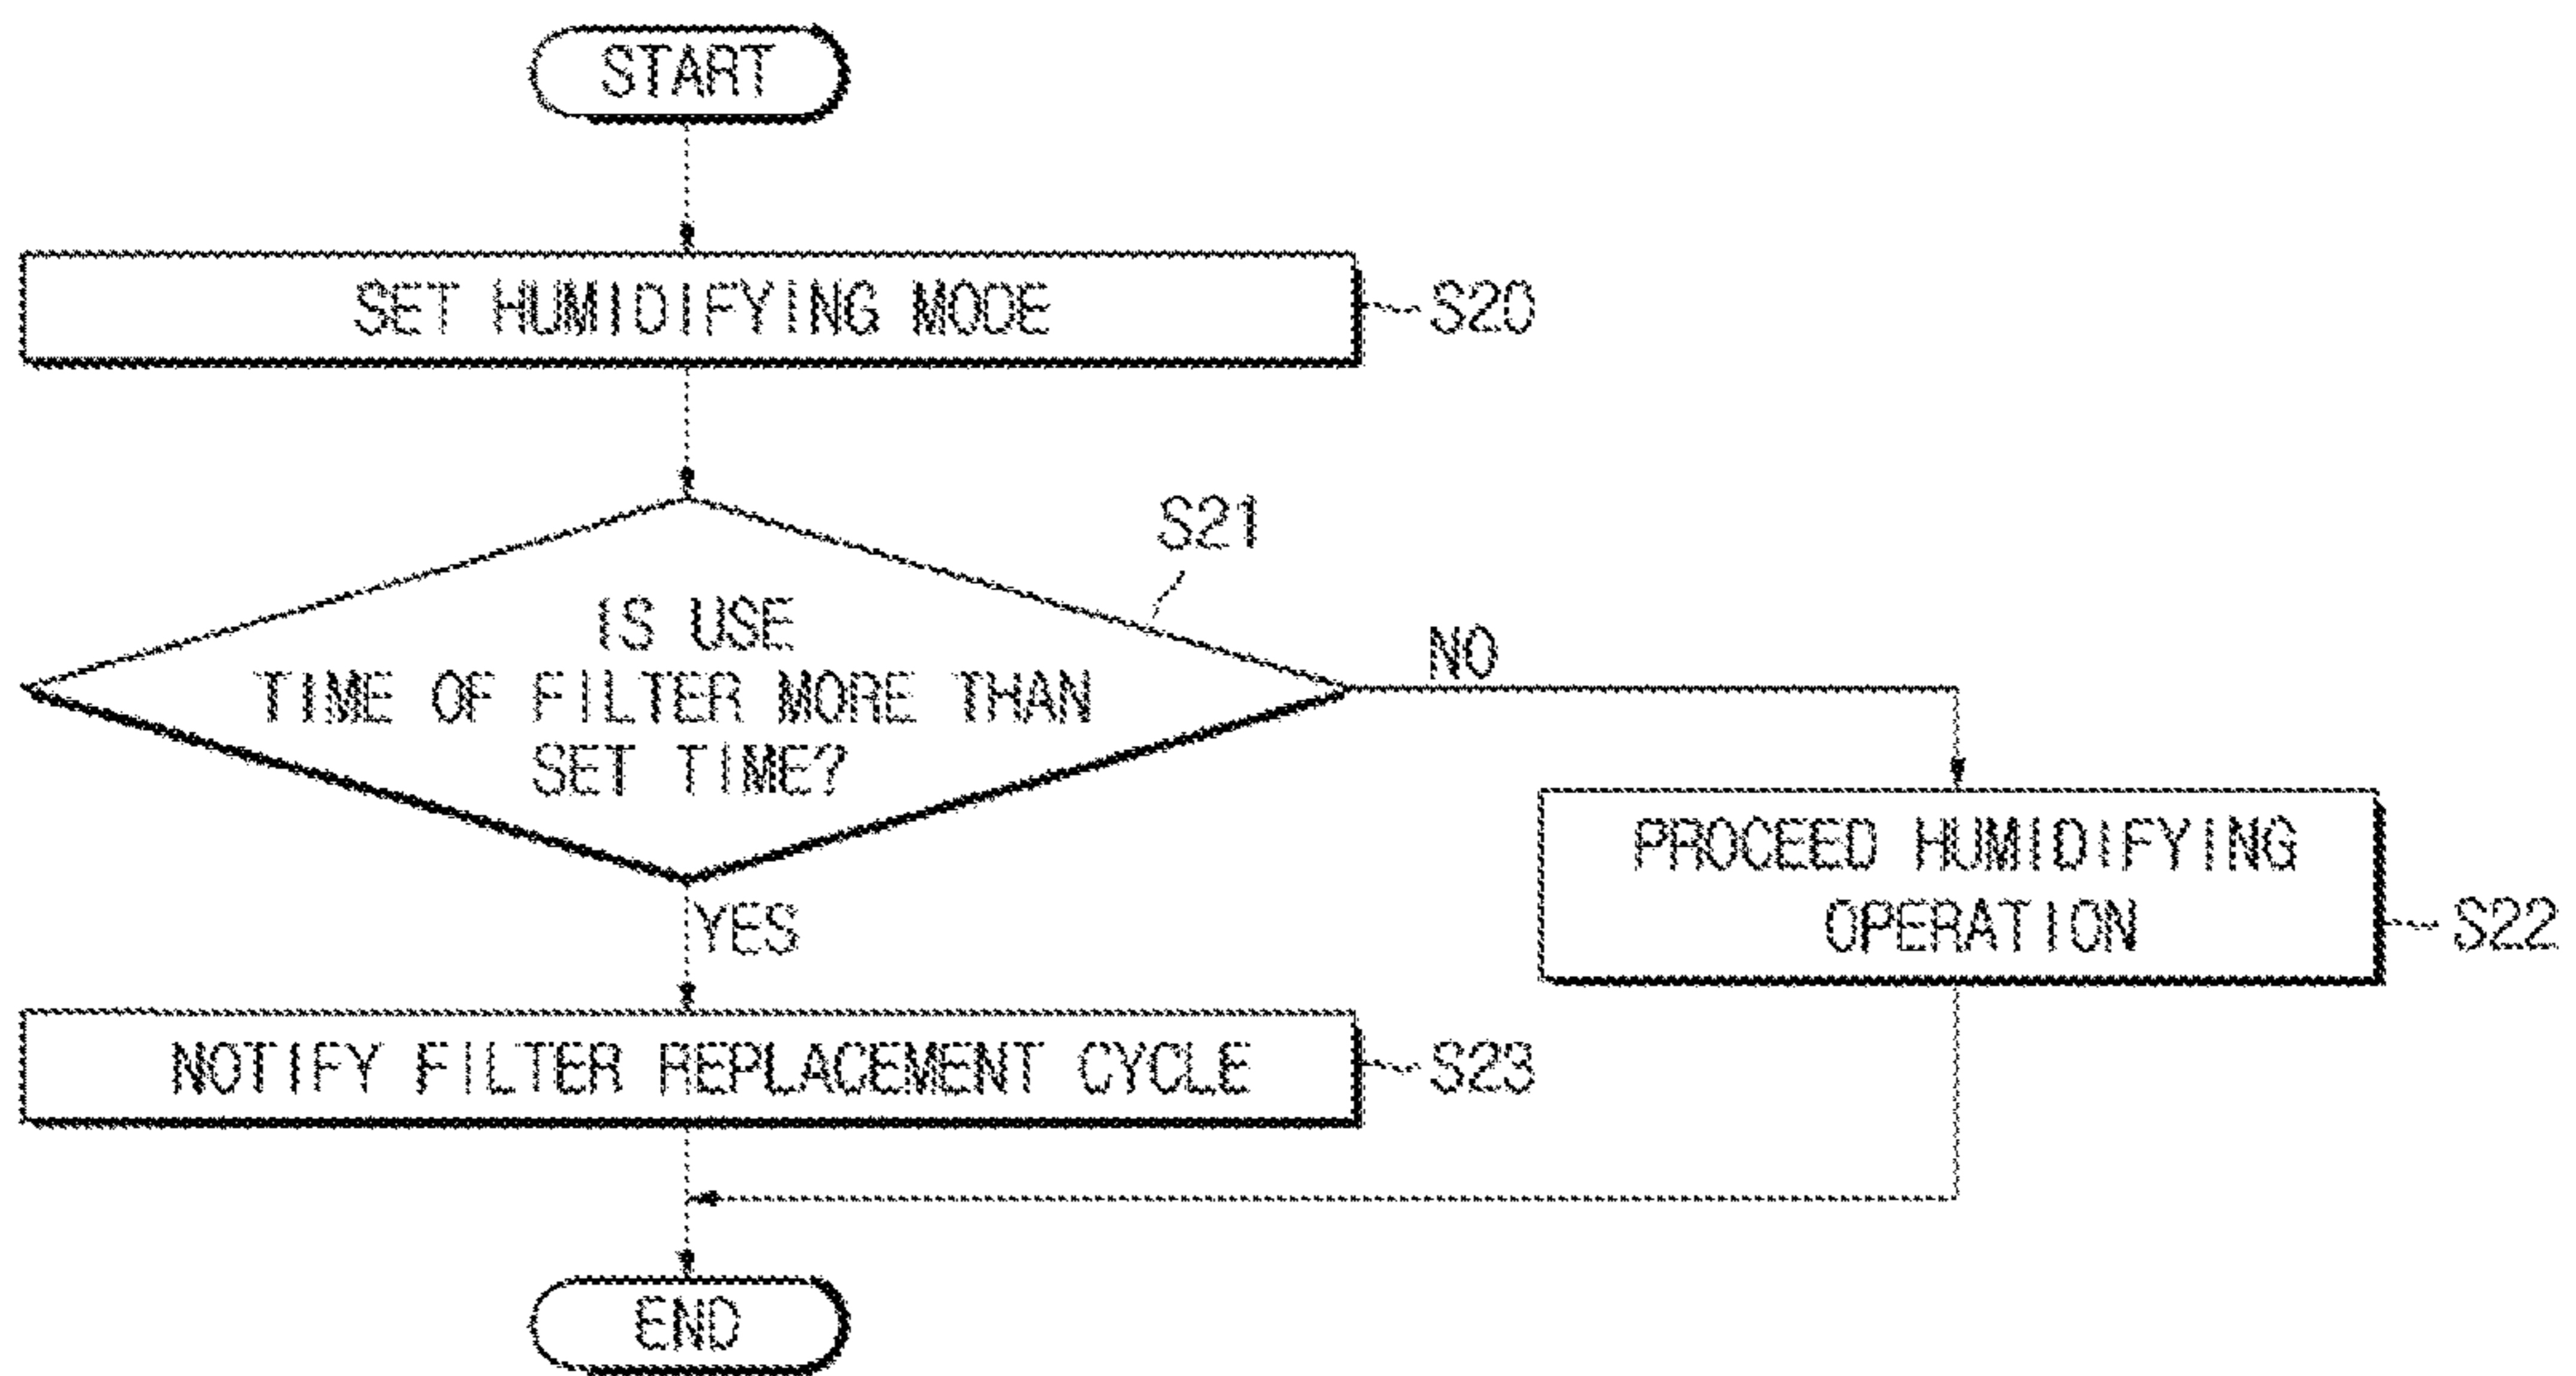 START
SET HUMIDIFYING MODE
S20
S21
IS USE
TIME OF FILTER MORE THAN
SET TIME?
NO
YES
PROCEED HUMIDIFYING
OPERATION
S22
NOTIFY FILTER REPLACEMENT CYCLE
S23
END